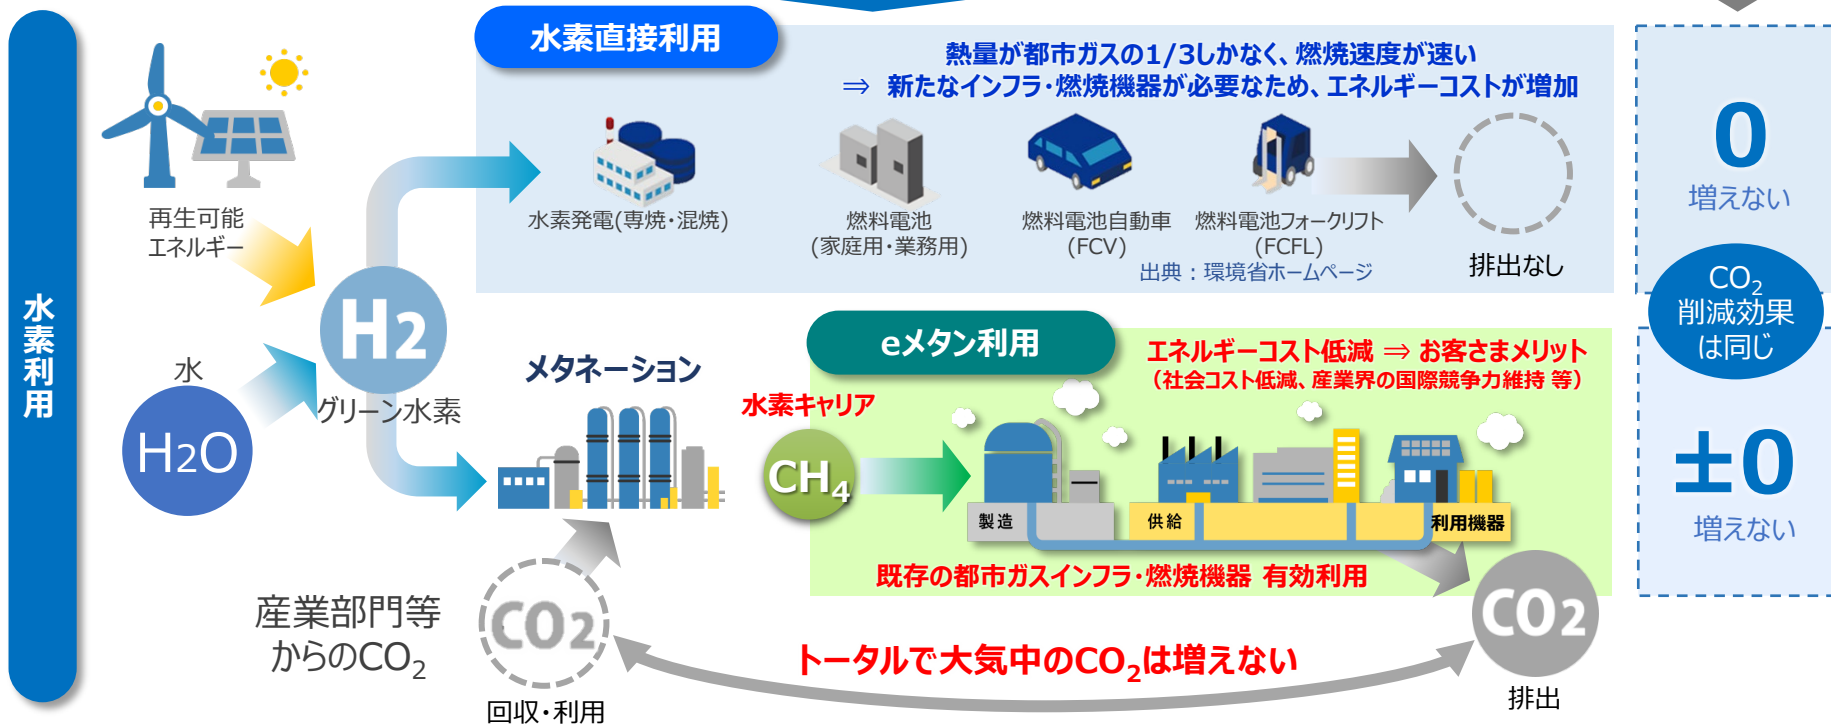 水素利用
再生可能
エネルギー
水
H2O
H2
グリーン水素
水素直接利用
熱量が都市ガスの1/3しかなく、燃焼速度が速い
⇒ 新たなインフラ・燃焼機器が必要なため、エネルギーコストが増加
水素発電(専焼・混焼)
燃料電池
(家庭用・業務用)
燃料電池自動車
(FCV)
燃料電池フォークリフト
(FCFL)
出典：環境省ホームページ
排出なし
0
増えない
CO2
削減効果
は同じ
±0
増えない
メタネーション
eメタン利用
エネルギーコスト低減 ⇒ お客さまメリット
（社会コスト低減、産業界の国際競争力維持 等）
水素キャリア
CH4
製造
供給
利用機器
既存の都市ガスインフラ・燃焼機器 有効利用
産業部門等
からのCO2
CO2
回収・利用
トータルで大気中のCO2は増えない
CO2
排出